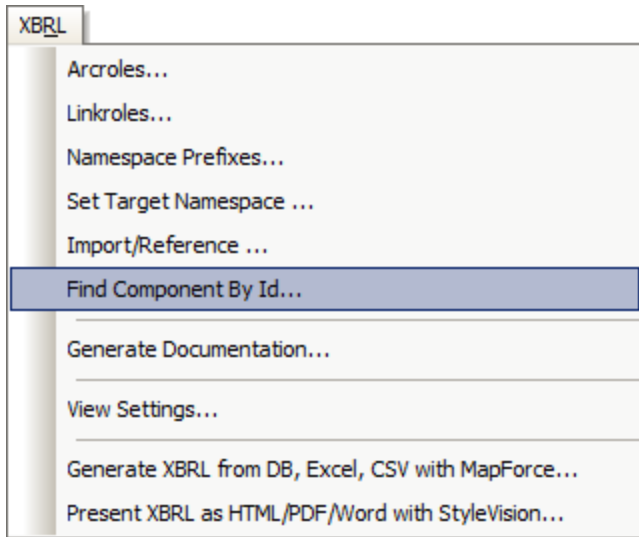 XBRL
Arcroles...
Linkroles...
Namespace Prefixes...
Set Target Namespace ...
Import/Reference ...
Find Component By Id...
Generate Documentation...
View Settings...
Generate XBRL from DB, Excel, CSV with MapForce...
Present XBRL as HTML/PDF/Word with StyleVision...